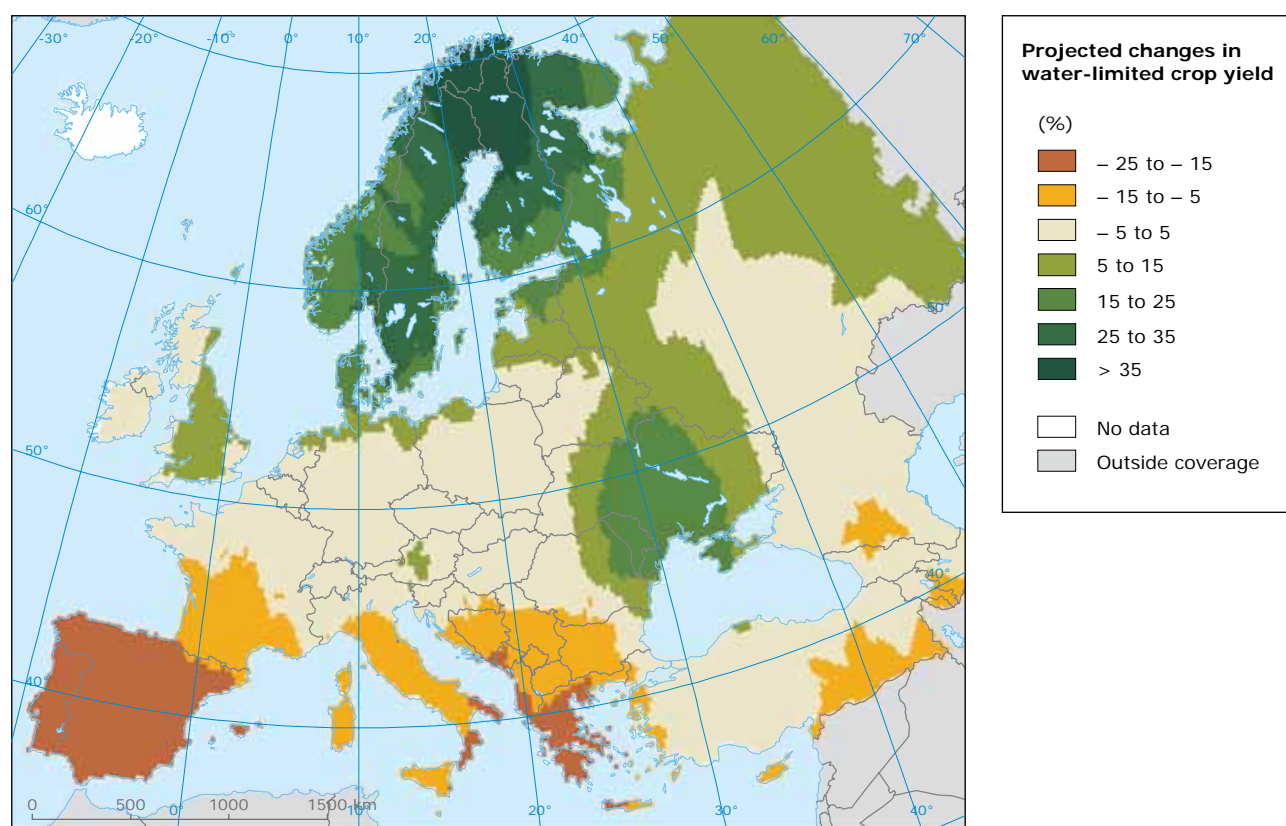 -30° -20° -10° 0° 10° 20° 30° 40° 50° 60° 70°
60°
50°
50°
40°
40°
0 500 1000 1500 km
0° 10° 20° 30° 40°
Projected changes in
water-limited crop yield
(%)
– 25 to – 15
– 15 to – 5
– 5 to 5
5 to 15
15 to 25
25 to 35
> 35
No data
Outside coverage